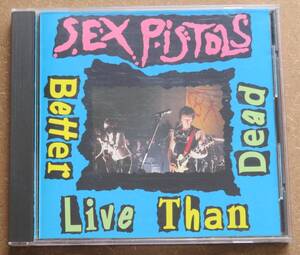 SEX PISTOLS
Better
Live Than
Dead